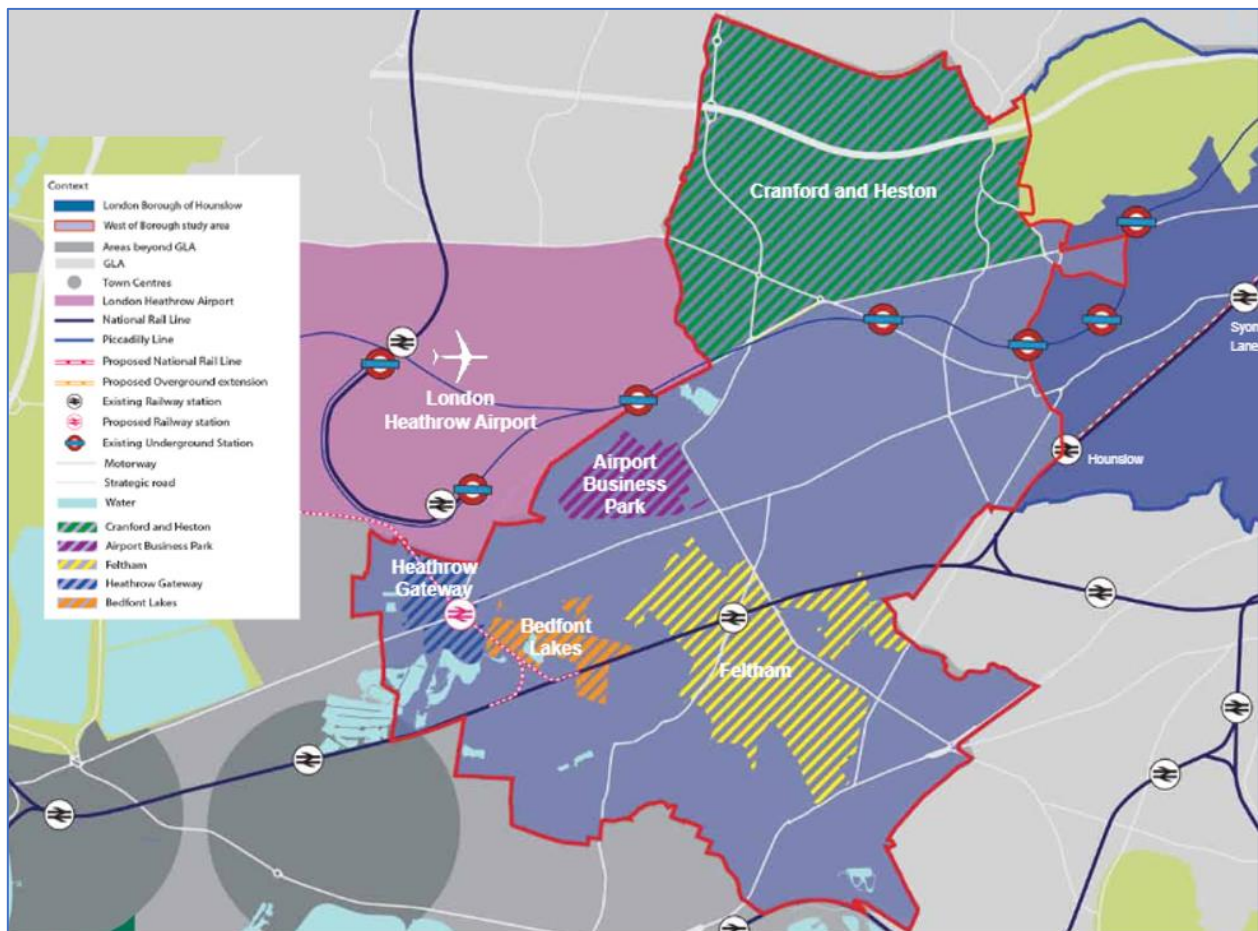 Context
London Borough of Hounslow
West of Borough study area
Areas beyond GLA
GLA
Town Centres
London Heathrow Airport
National Rail Line
Piccadilly Line
Proposed National Rail Line
Proposed Overground extension
Existing Railway station
Proposed Railway station
Existing Underground Station
Motorway
Strategic road
Water
Cranford and Heston
Airport Business Park
Feltham
Heathrow Gateway
Bedfont Lakes
Cranford and Heston
London
Heathrow Airport
Airport
Business
Park
Syon
Lane
Hounslow
Heathrow
Gateway
Bedfont
Lakes
Feltham